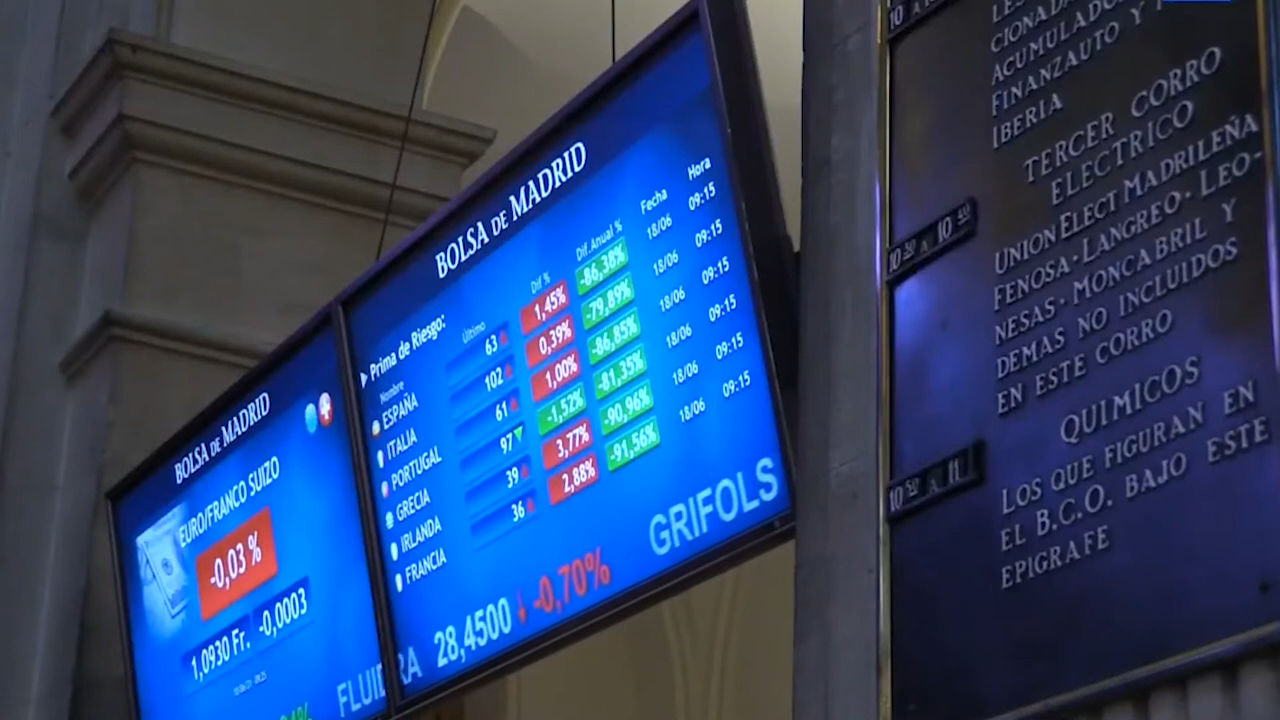 BOLSA DE MADRID
EURO/FRANCO SUIZO
-0,03 %
1,0930 Fr. -0,0003
FLUID
BOLSA DE MADRID
Prima de Riesgo:
Nombre Último Dif % Dif.Anual % Fecha Hora
ESPAÑA 63 1,45% -86,38% 18/06 09:15
ITALIA 102 0,39% -79,89% 18/06 09:15
PORTUGAL 61 1,00% -86,85% 18/06 09:15
GRECIA 97 -1,52% -81,35% 18/06 09:15
IRLANDA 39 3,77% -90,96% 18/06 09:15
FRANCIA 36 2,88% -91,56% 18/06 09:15
RA 28,4500 -0,70% GRIFOLS
CIONADA
ACUMULADO
FINANZAUTO Y
IBERIA
TERCER CORRO
ELECTRICO
10 30 A 10 40
UNION ELECT MADRILEÑA
FENOSA·LANGREO·LEO-
NESAS·MONCABRIL Y
DEMAS NO INCLUIDOS
EN ESTE CORRO
QUIMICOS
10 50 A 11
LOS QUE FIGURAN EN
EL B.C.O. BAJO ESTE
EPIGRAFE